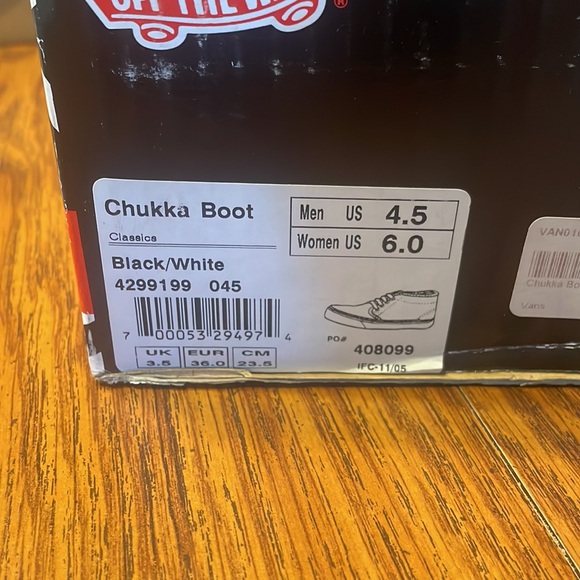 OFF THE WALL
®
Chukka Boot
Classics
Men US 4.5
Women US 6.0
Black/White
4299199 045
7 00053 29497 4
PO#
408099
IFC-11/05
UK EUR CM
3.5 36.0 23.5
VAN01
Chukka Bo
Vans